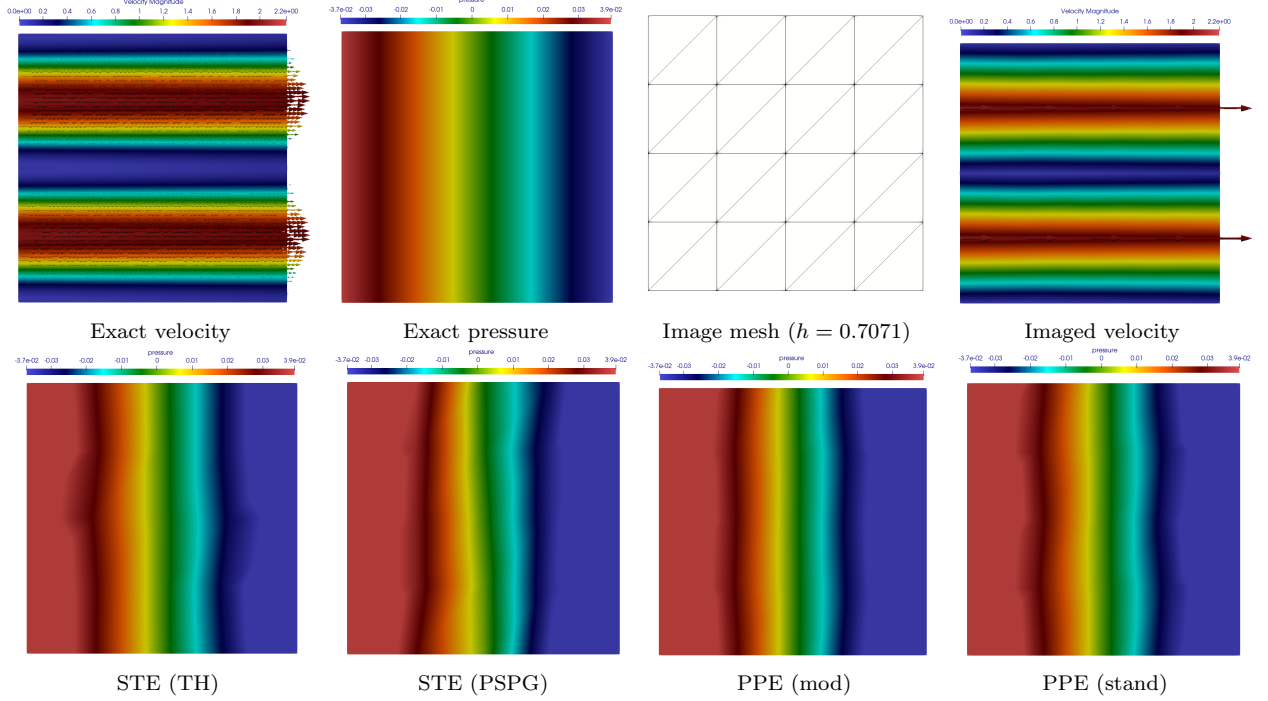 Velocity Magnitude
0.0e+00 0.2 0.4 0.6 0.8 1 1.2 1.4 1.6 1.8 2 2.2e+00
pressure
-3.7e-02 -0.03 -0.02 -0.01 0 0.01 0.02 0.03 3.9e-02
Velocity Magnitude
0.0e+00 0.2 0.4 0.6 0.8 1 1.2 1.4 1.6 1.8 2.2e+00
Exact velocity
Exact pressure
Image mesh (h = 0.7071)
Imaged velocity
pressure
-3.7e-02 -0.03 -0.02 -0.01 0 0.01 0.02 0.03 3.9e-02
pressure
-3.7e-02 -0.03 -0.02 -0.01 0 0.01 0.02 0.03 3.9e-02
pressure
-3.7e-02 -0.03 -0.02 -0.01 0 0.01 0.02 0.03 3.9e-02
pressure
-3.7e-02 -0.03 -0.02 -0.01 0 0.01 0.02 0.03 3.9e-02
STE (TH)
STE (PSPG)
PPE (mod)
PPE (stand)